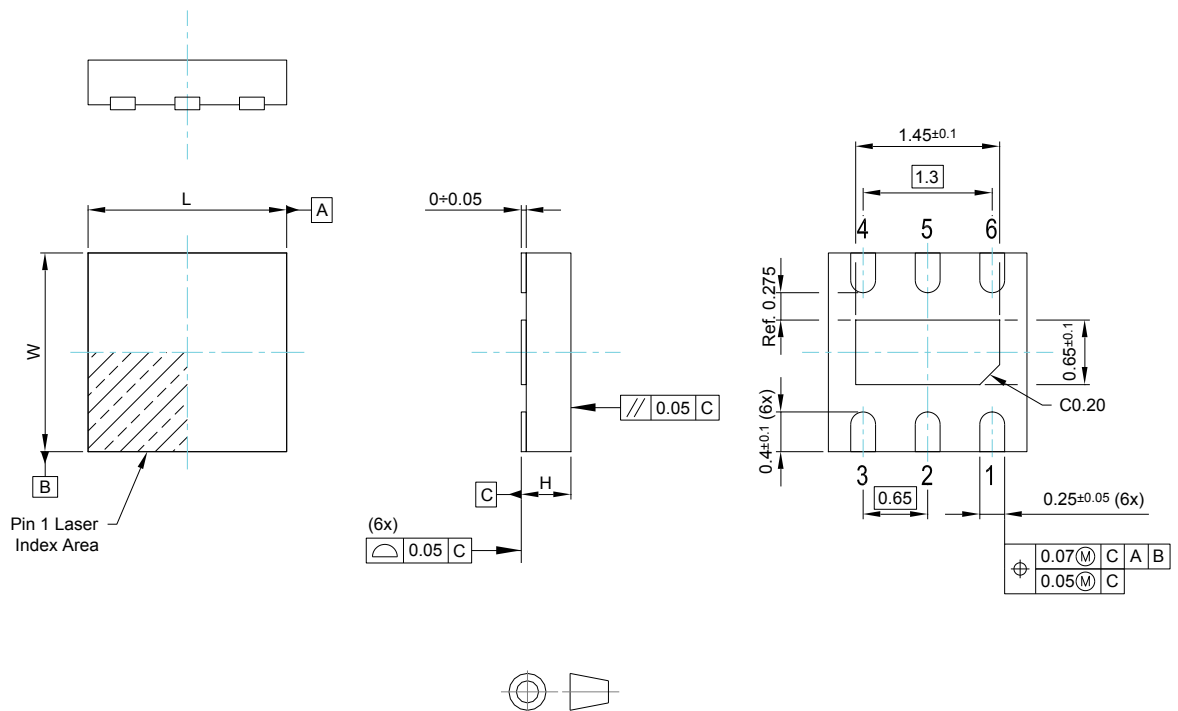 L
A
W
B
Pin 1 Laser
Index Area
0÷0.05
// 0.05 C
C
H
(6x)
0.05 C
1.45±0.1
1.3
4 5 6
Ref. 0.275
0.65±0.1
C0.20
0.4±0.1 (6x)
3 2 1
0.65
0.25±0.05 (6x)
0.07Ⓜ C A B
0.05Ⓜ C